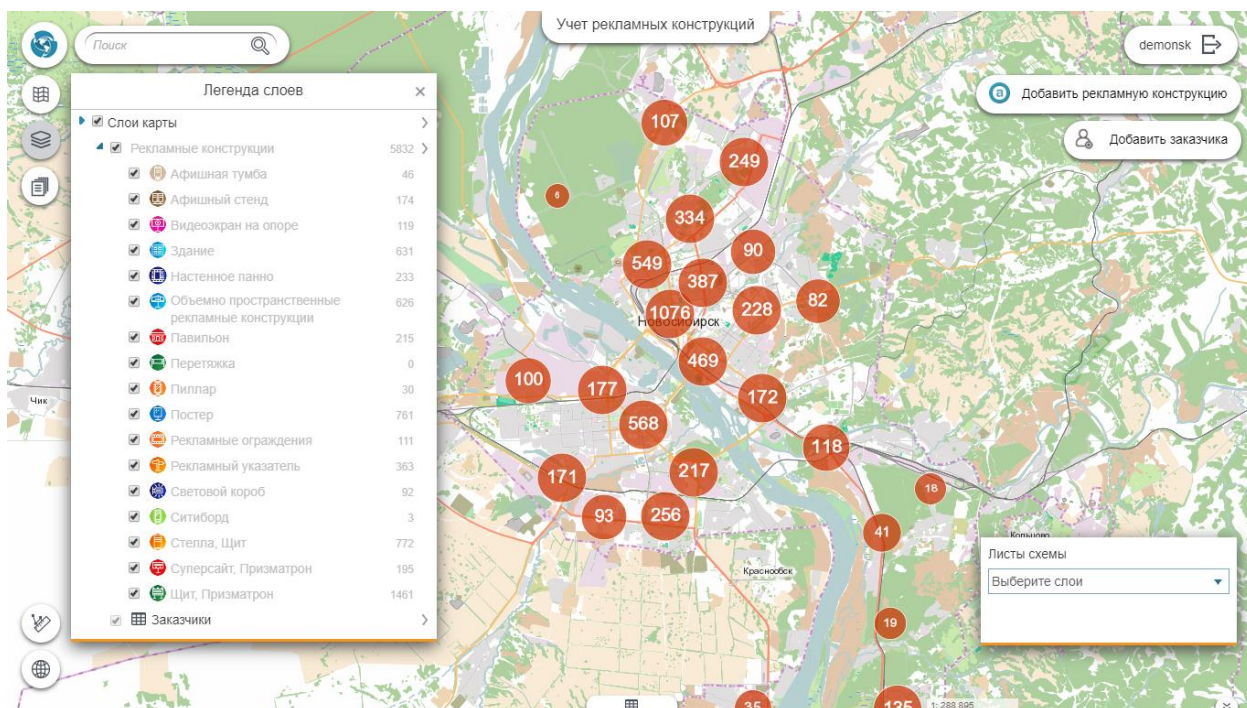 Учет рекламных конструкций
Поиск
demonsk
Легенда слоев
Добавить рекламную конструкцию
Добавить заказчика
Слои карты
Рекламные конструкции 5832
Афишная тумба 46
Афишный стенд 174
Видеоэкран на опоре 119
Здание 631
Настенное панно 233
Объемно пространственные 626
рекламные конструкции
Павильон 215
Перетяжка 0
Пиллар 30
Постер 761
Рекламные ограждения 111
Рекламный указатель 363
Световой короб 92
Ситиборд 3
Стелла, Щит 772
Суперсайт, Призматрон 195
Щит, Призматрон 1461
Заказчики
Чик
107
249
6
334
90
549
387
82
1076
228
Новосибирск
469
100
177
172
568
118
171
217
18
93
256
41
Кольцово
Краснообск
19
35
135
Листы схемы
Выберите слои
1: 288 895